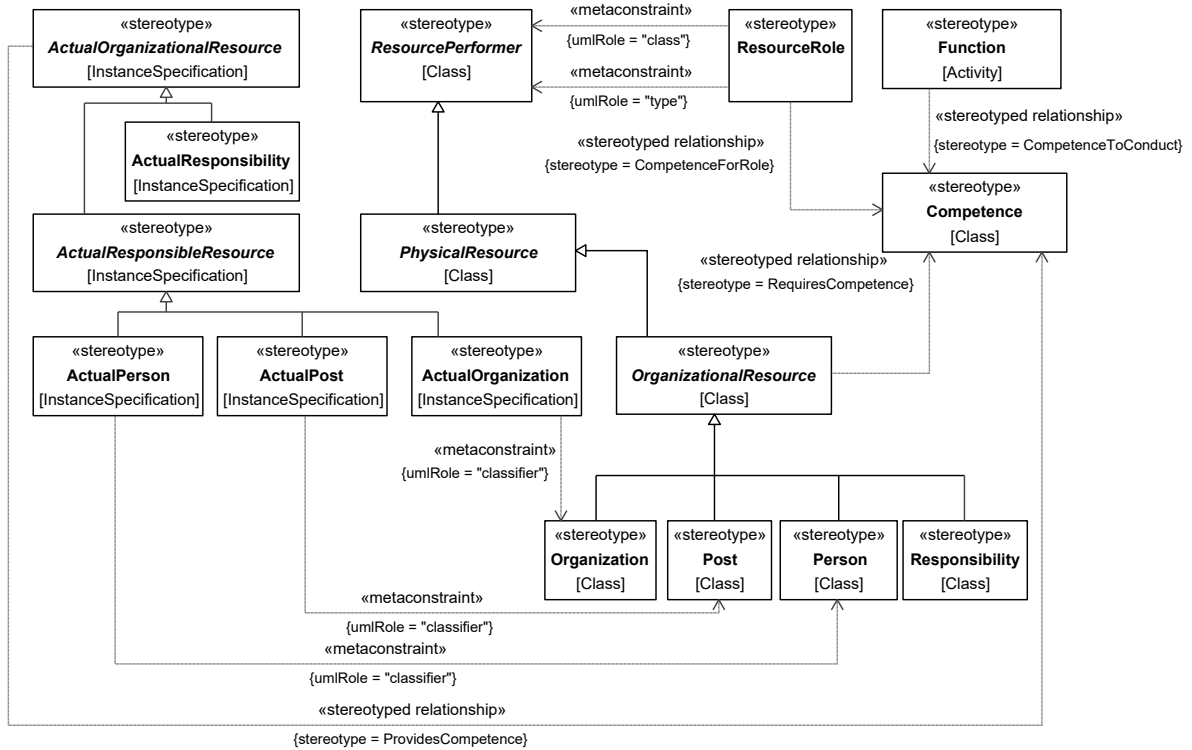 «stereotype»
ActualOrganizationalResource
[InstanceSpecification]
«stereotype»
ResourcePerformer
[Class]
«metaconstraint»
{umlRole = "class"}
«metaconstraint»
{umlRole = "type"}
«stereotype»
ResourceRole
«stereotype»
Function
[Activity]
«stereotype»
ActualResponsibility
[InstanceSpecification]
«stereotyped relationship»
{stereotype = CompetenceForRole}
«stereotyped relationship»
{stereotype = CompetenceToConduct}
«stereotype»
Competence
[Class]
«stereotype»
ActualResponsibleResource
[InstanceSpecification]
«stereotype»
PhysicalResource
[Class]
«stereotyped relationship»
{stereotype = RequiresCompetence}
«stereotype»
ActualPerson
[InstanceSpecification]
«stereotype»
ActualPost
[InstanceSpecification]
«stereotype»
ActualOrganization
[InstanceSpecification]
«stereotype»
OrganizationalResource
[Class]
«metaconstraint»
{umlRole = "classifier"}
«stereotype»
Organization
[Class]
«stereotype»
Post
[Class]
«stereotype»
Person
[Class]
«stereotype»
Responsibility
[Class]
«metaconstraint»
{umlRole = "classifier"}
«metaconstraint»
{umlRole = "classifier"}
«stereotyped relationship»
{stereotype = ProvidesCompetence}